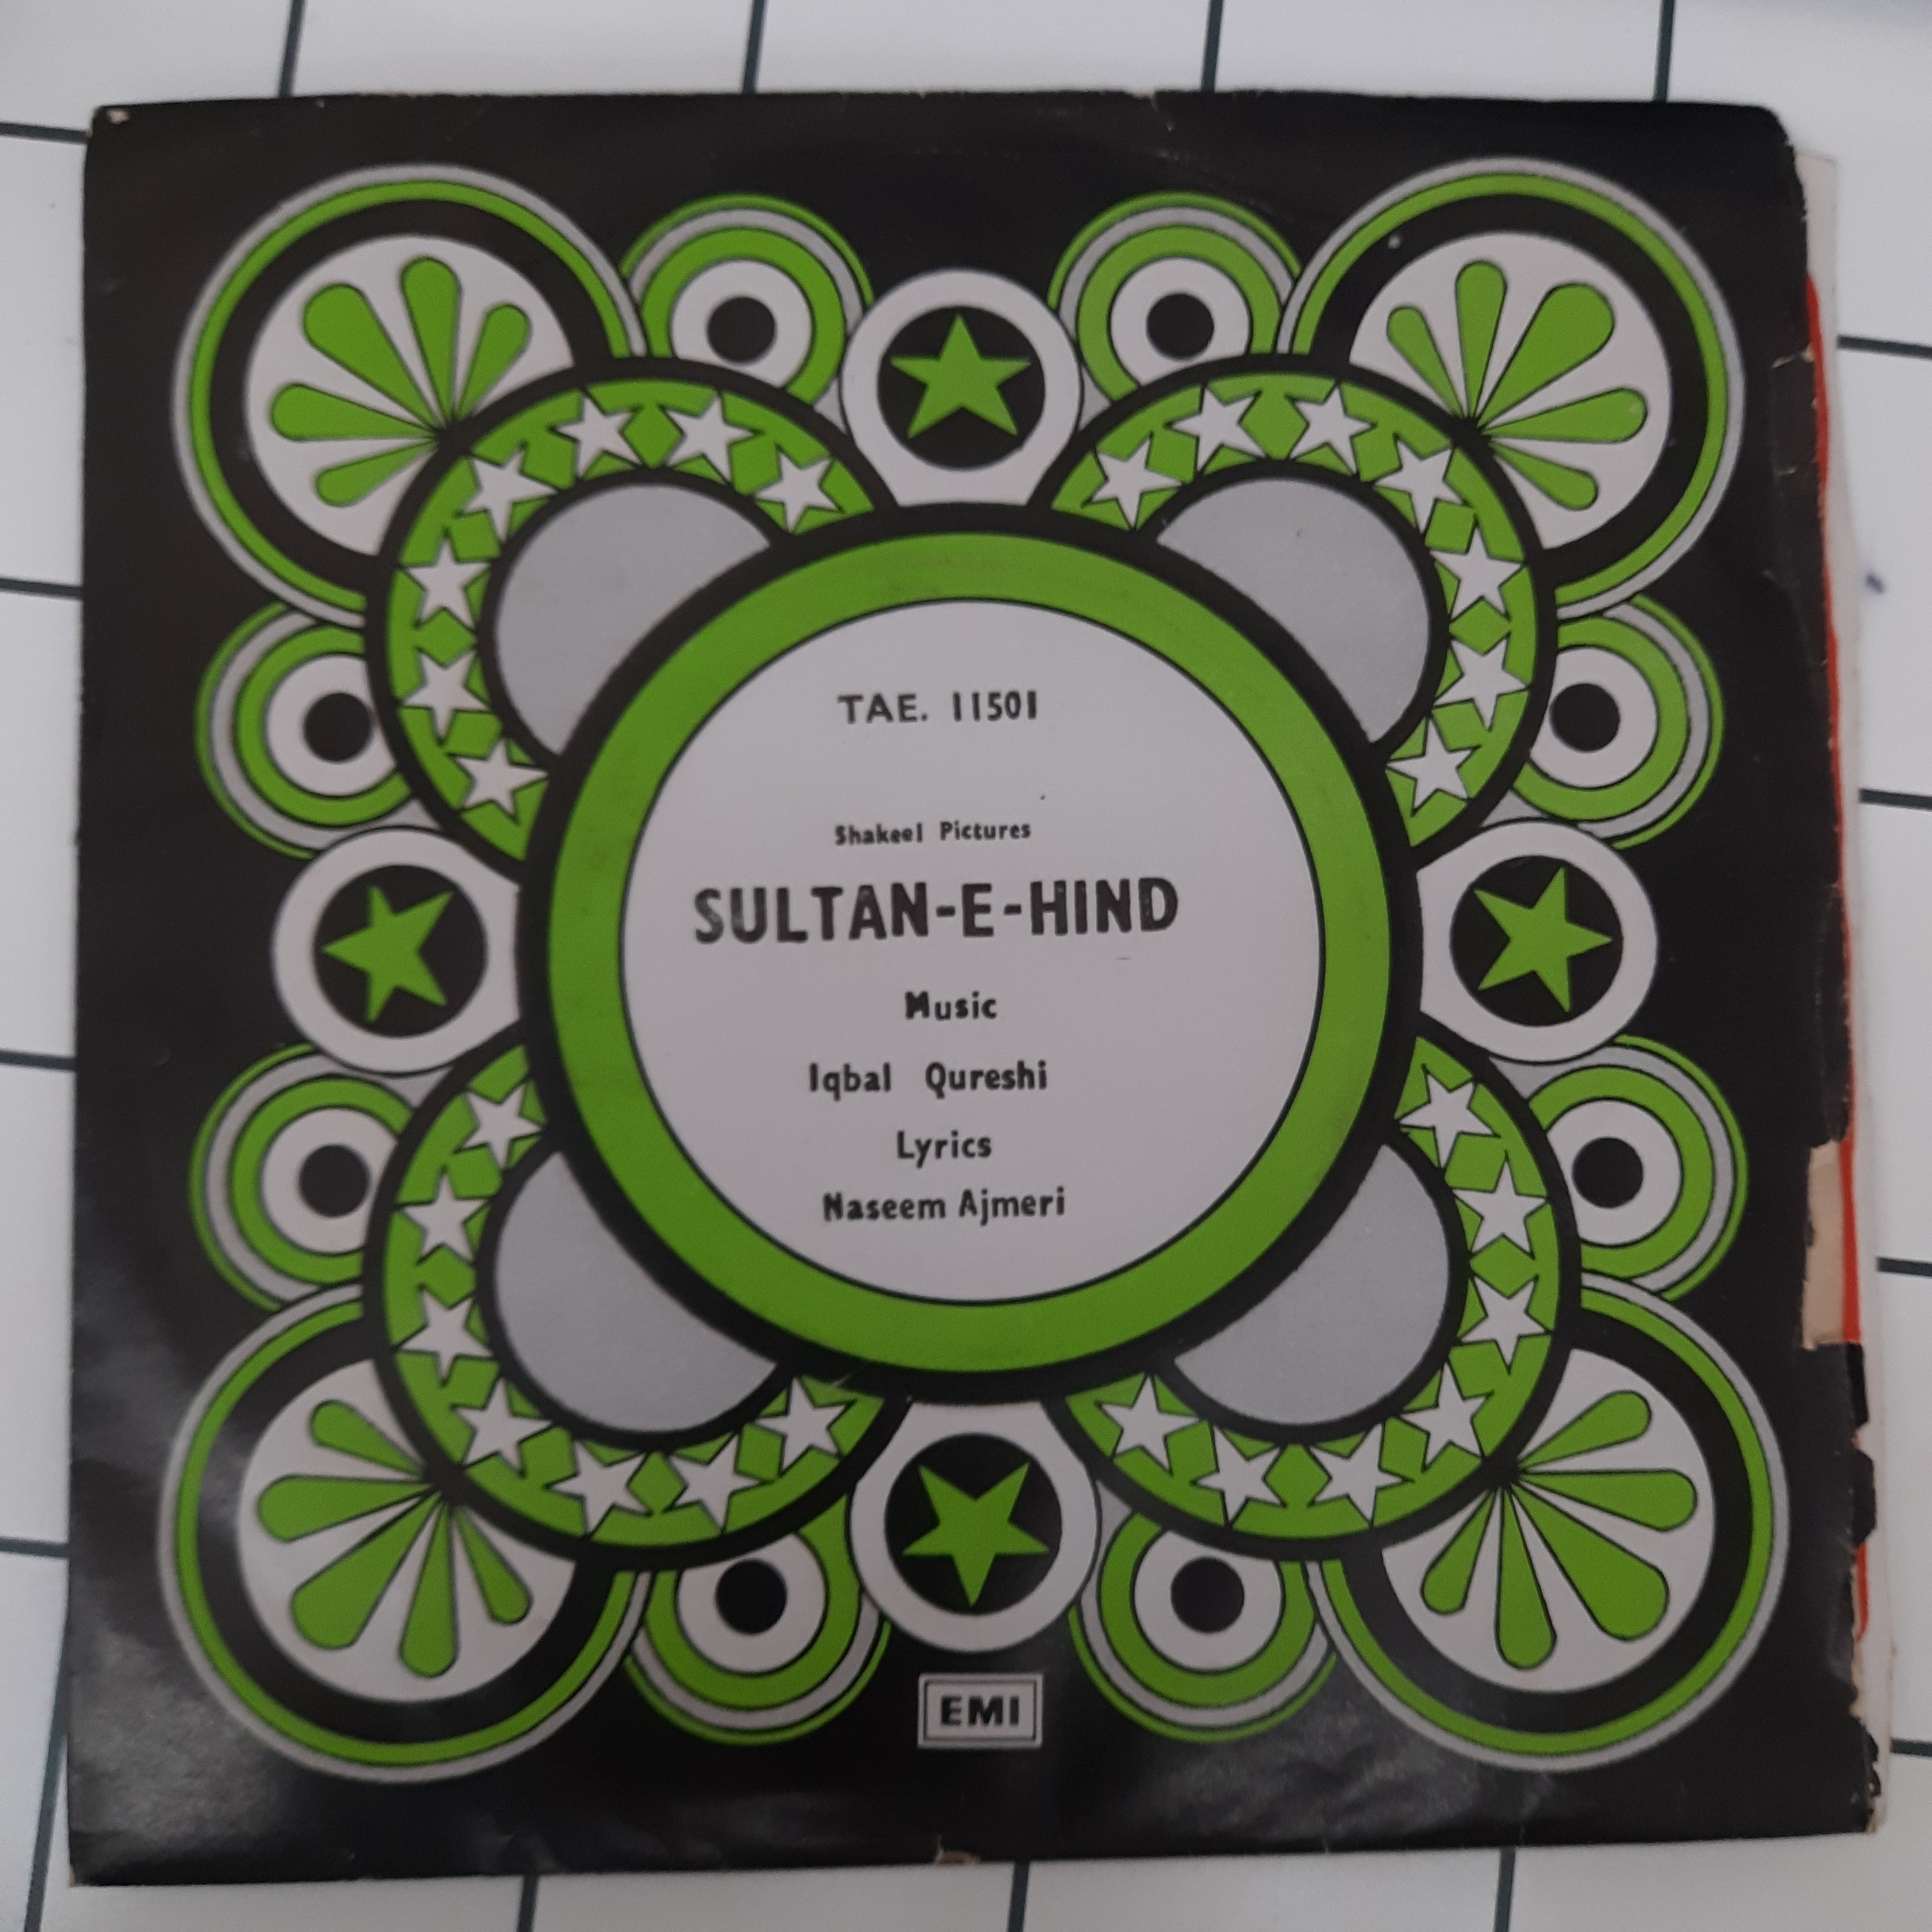 TAE. 11501
Shakeel Pictures
SULTAN-E-HIND
Music
Iqbal Qureshi
Lyrics
Naseem Ajmeri
EMI